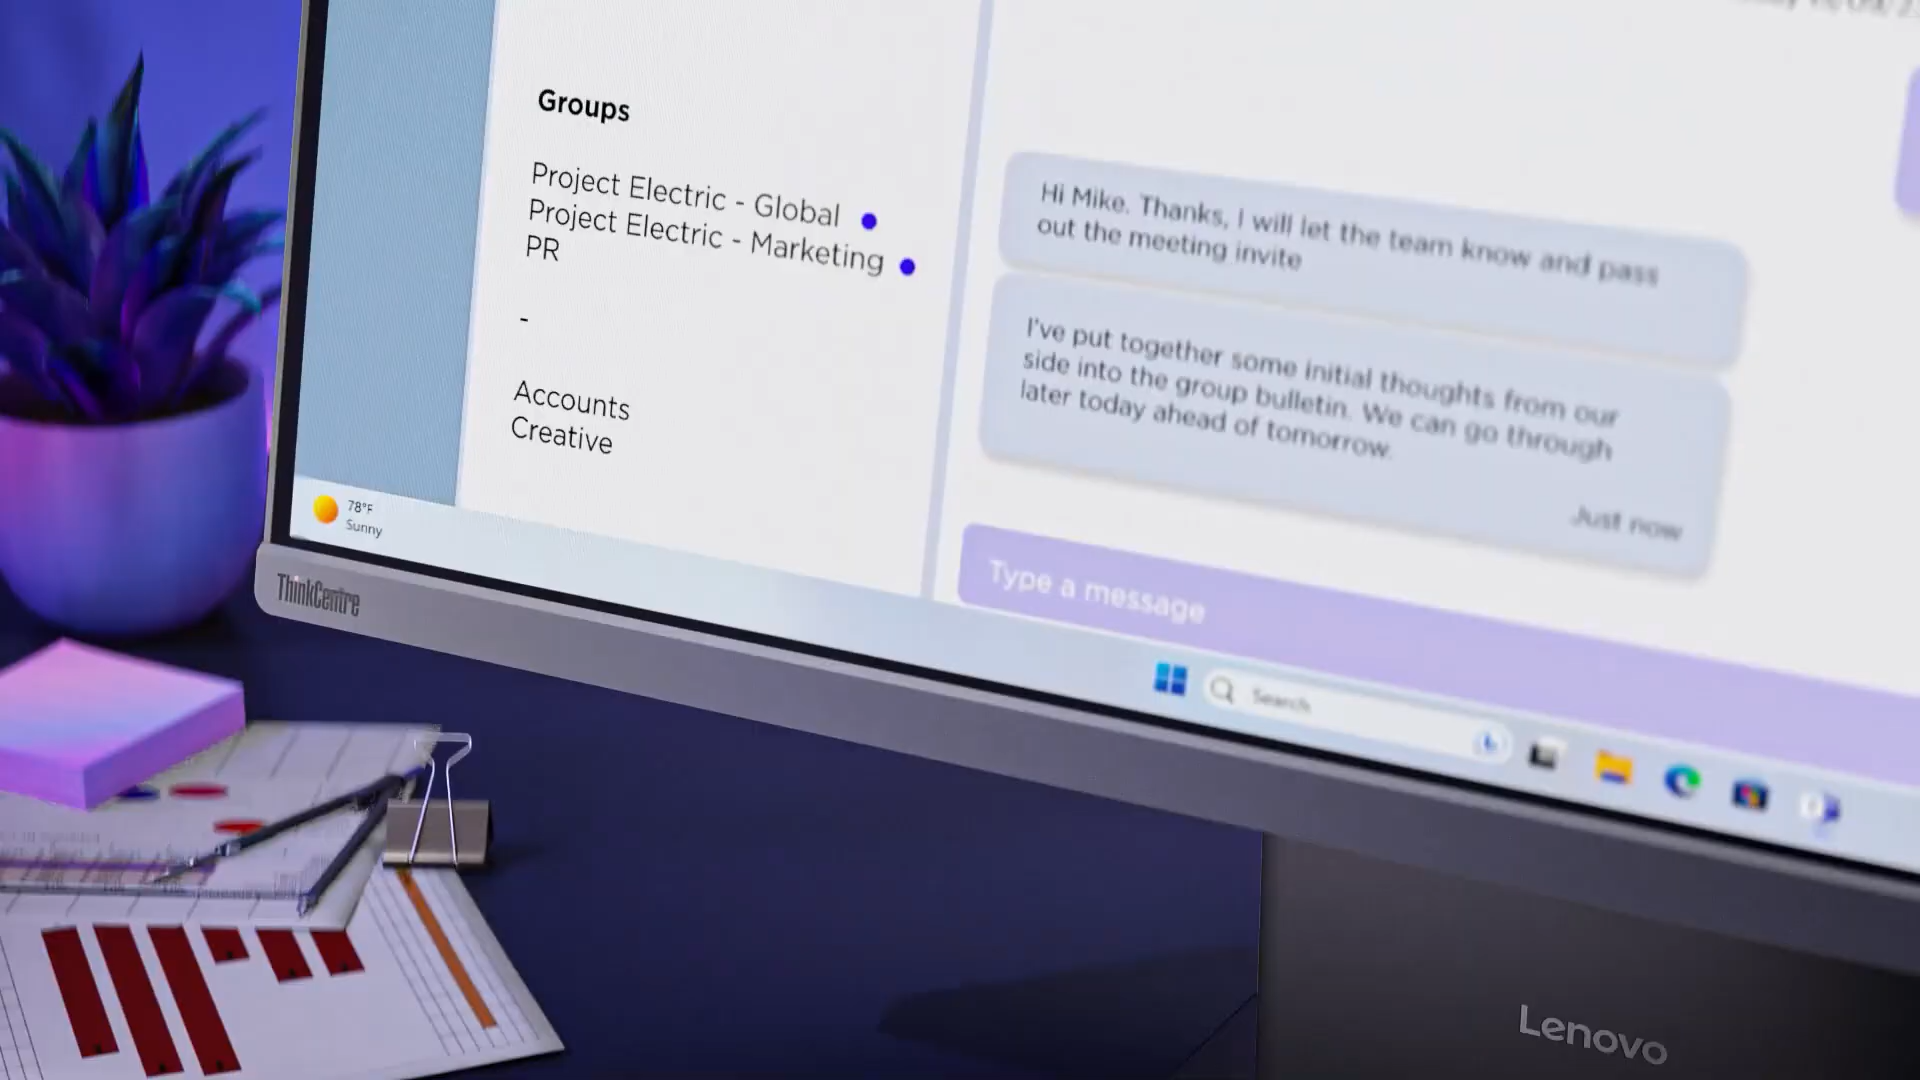 Groups
Project Electric - Global
Project Electric - Marketing
PR
-
Accounts
Creative
Hi Mike. Thanks, I will let the team know and pass
out the meeting invite
I've put together some initial thoughts from our
side into the group bulletin. We can go through
later today ahead of tomorrow.
Just now
Type a message
78°F
Sunny
Search
ThinkCentre
Lenovo